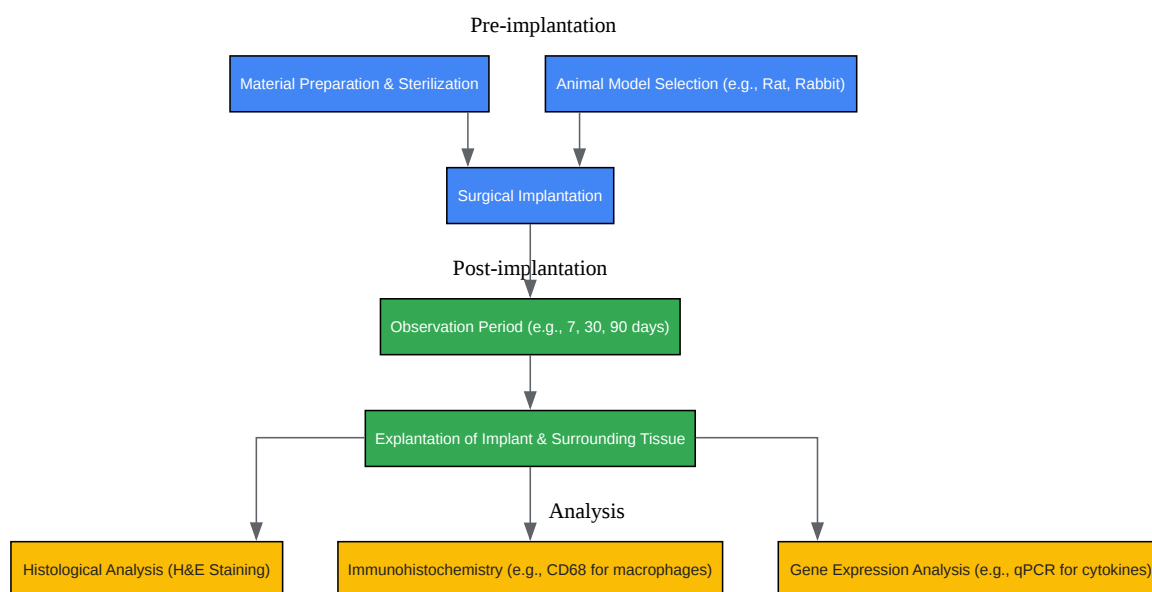 Pre-implantation
Material Preparation & Sterilization
Animal Model Selection (e.g., Rat, Rabbit)
Surgical Implantation
Post-implantation
Observation Period (e.g., 7, 30, 90 days)
Explantation of Implant & Surrounding Tissue
Analysis
Histological Analysis (H&E Staining)
Immunohistochemistry (e.g., CD68 for macrophages)
Gene Expression Analysis (e.g., qPCR for cytokines)